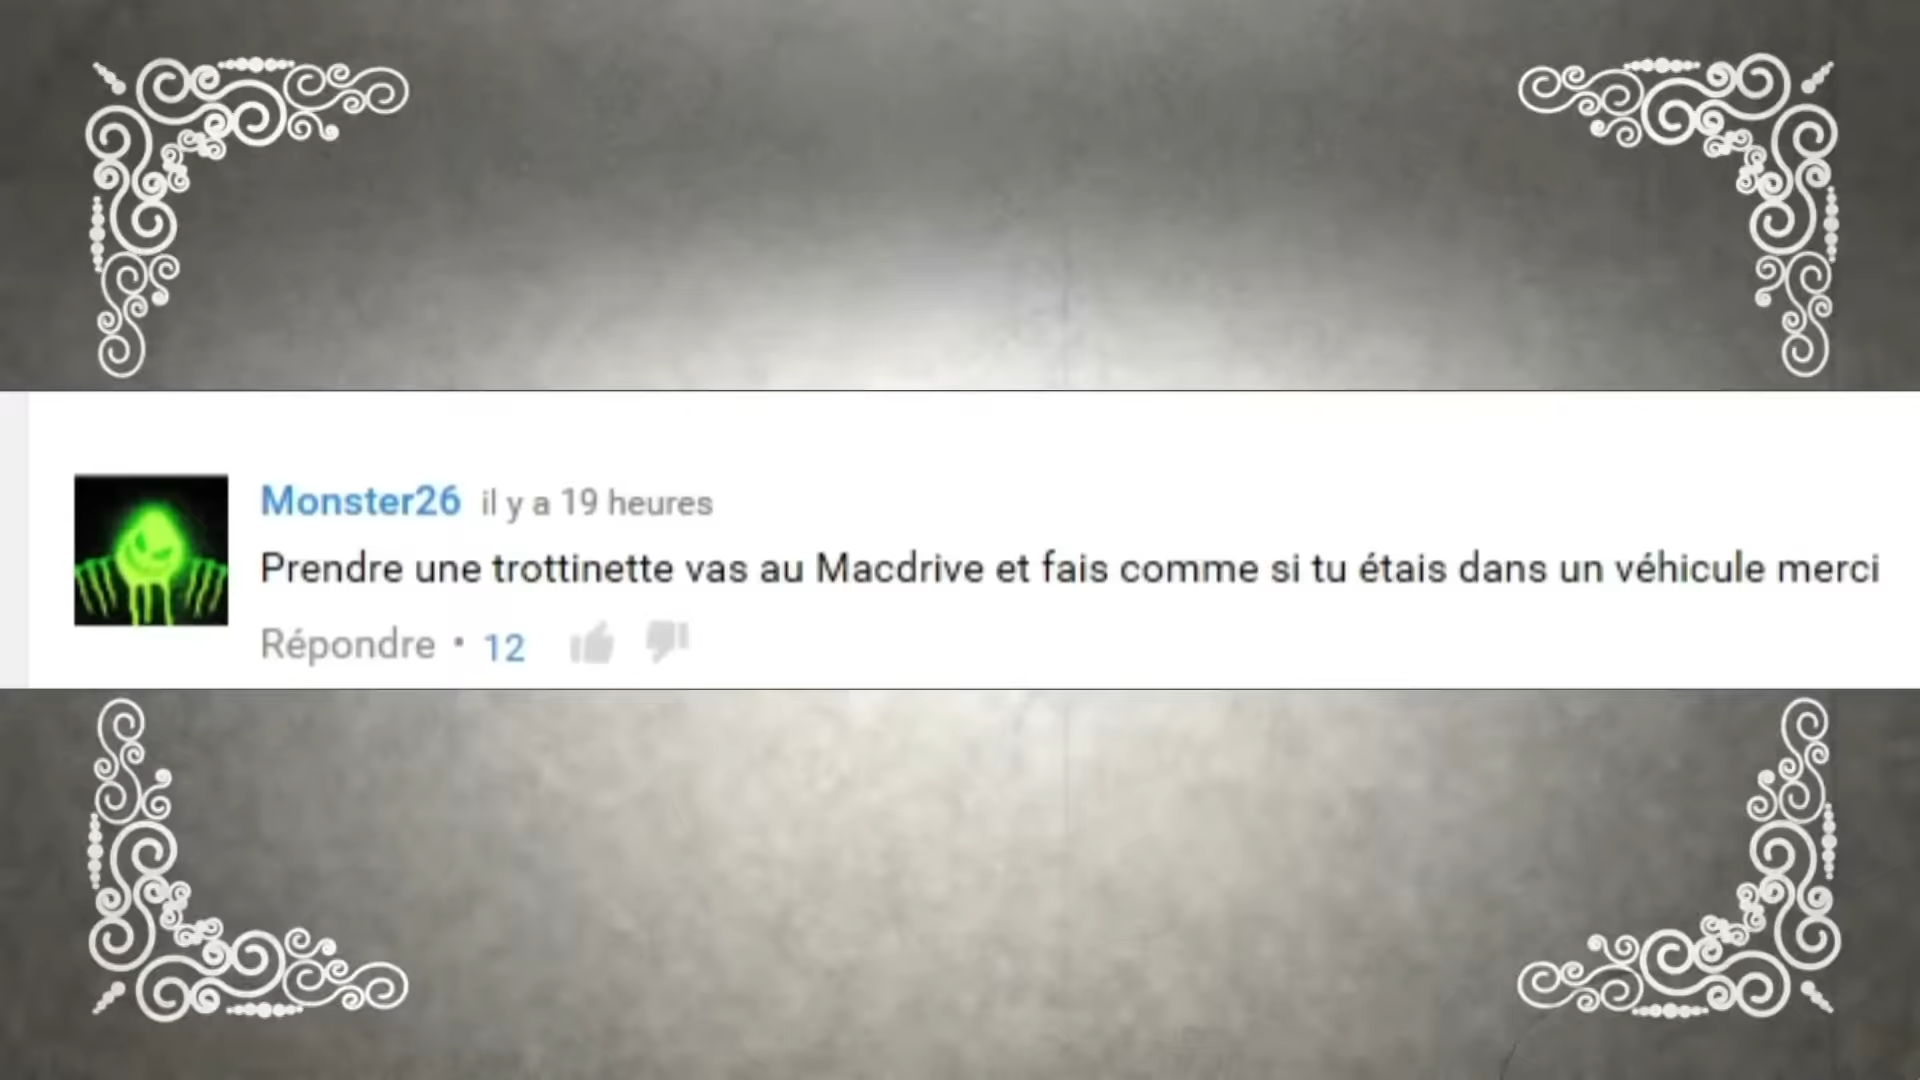 Monster26 il y a 19 heures
Prendre une trottinette vas au Macdrive et fais comme si tu étais dans un véhicule merci
Répondre • 12